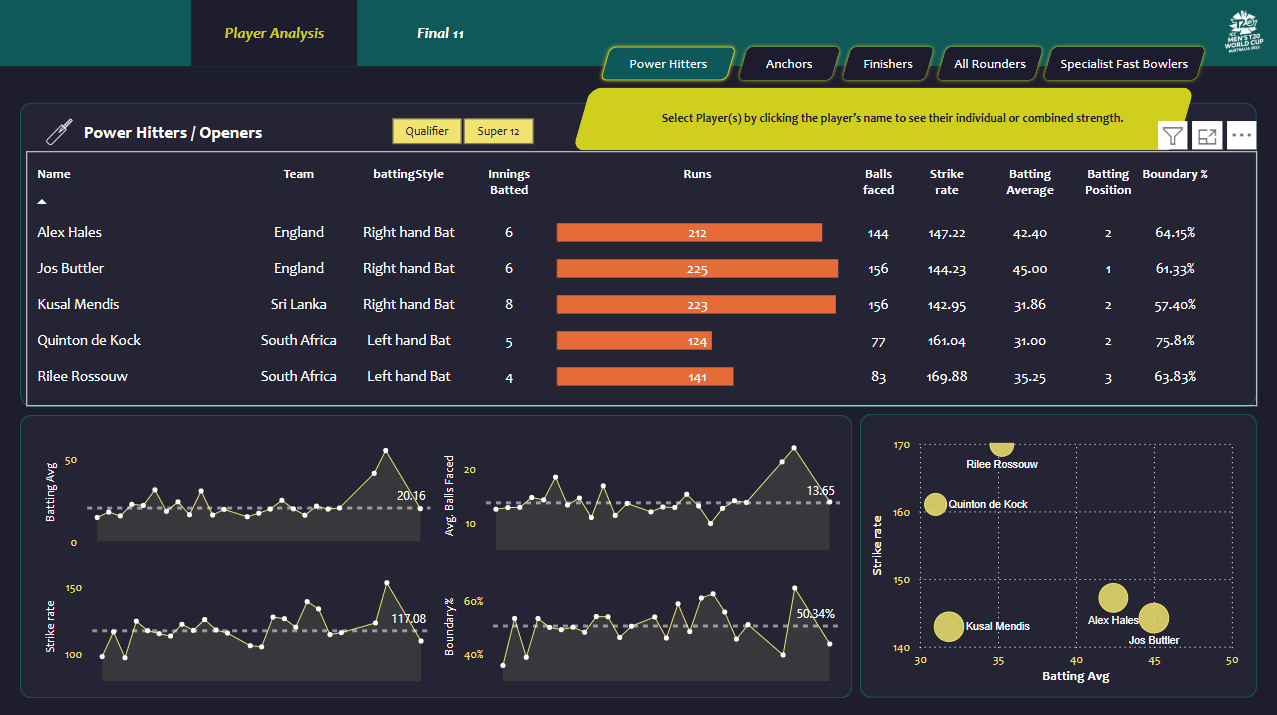 Player Analysis
Final 11
ICC
MEN'S T20
WORLD CUP
AUSTRALIA 2022
Power Hitters
Anchors
Finishers
All Rounders
Specialist Fast Bowlers
Select Player(s) by clicking the player's name to see their individual or combined strength.
Power Hitters / Openers
Qualifier
Super 12
Name Team battingStyle Innings Batted Runs Balls faced Strike rate Batting Average Batting Position Boundary %
Alex Hales England Right hand Bat 6 212 144 147.22 42.40 2 64.15%
Jos Buttler England Right hand Bat 6 225 156 144.23 45.00 1 61.33%
Kusal Mendis Sri Lanka Right hand Bat 8 223 156 142.95 31.86 2 57.40%
Quinton de Kock South Africa Left hand Bat 5 124 77 161.04 31.00 2 75.81%
Rilee Rossouw South Africa Left hand Bat 4 141 83 169.88 35.25 3 63.83%
Batting Avg
50
0
20.16
Avg. Balls Faced
20
10
13.65
Strike rate
150
100
117.08
Boundary%
60%
40%
50.34%
Strike rate
170
160
150
140
Rilee Rossouw
Quinton de Kock
Alex Hales
Kusal Mendis
Jos Buttler
30 35 40 45 50
Batting Avg